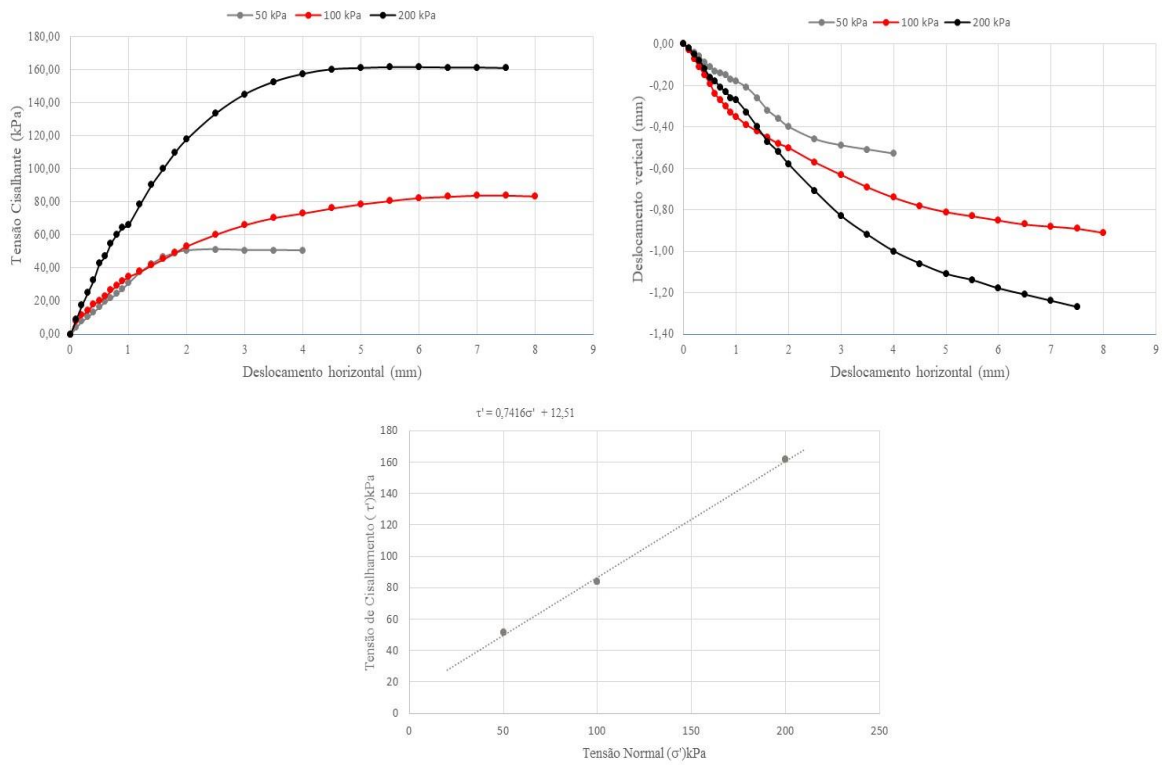 50 kPa 100 kPa 200 kPa
180,00
160,00
140,00
120,00
100,00
80,00
60,00
40,00
20,00
0,00
Tensão Cisalhante (kPa)
0 1 2 3 4 5 6 7 8 9
Deslocamento horizontal (mm)
50 kPa 100 kPa 200 kPa
0,00
-0,20
-0,40
-0,60
-0,80
-1,00
-1,20
-1,40
Deslocamento vertical (mm)
0 1 2 3 4 5 6 7 8 9
Deslocamento horizontal (mm)
τ' = 0,7416σ' + 12,51
180
160
140
120
100
80
60
40
20
0
Tensão de Cisalhamento ( τ')kPa
0 50 100 150 200 250
Tensão Normal (σ')kPa